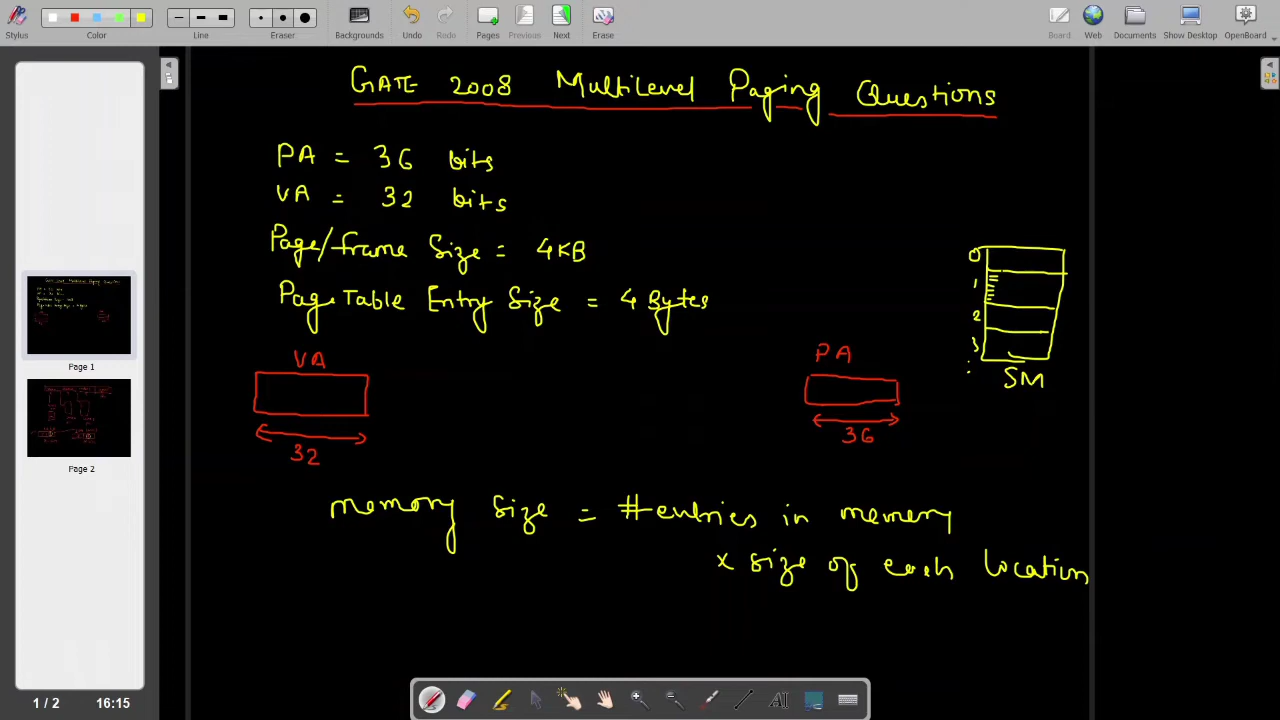 Stylus
Color
Line
Eraser
Backgrounds
Undo
Redo
Pages
Previous
Next
Erase
Board
Web
Documents
Show Desktop
OpenBoard
GATE 2008 Multilevel Paging Questions
PA = 36 bits
VA = 32 bits
Page/frame Size = 4KB
Page Table Entry Size = 4 Bytes
0
1
2
3
:
SM
VA
32
PA
36
memory size = #entries in memory
x size of each location
Page 1
Page 2
1 / 2
16:15